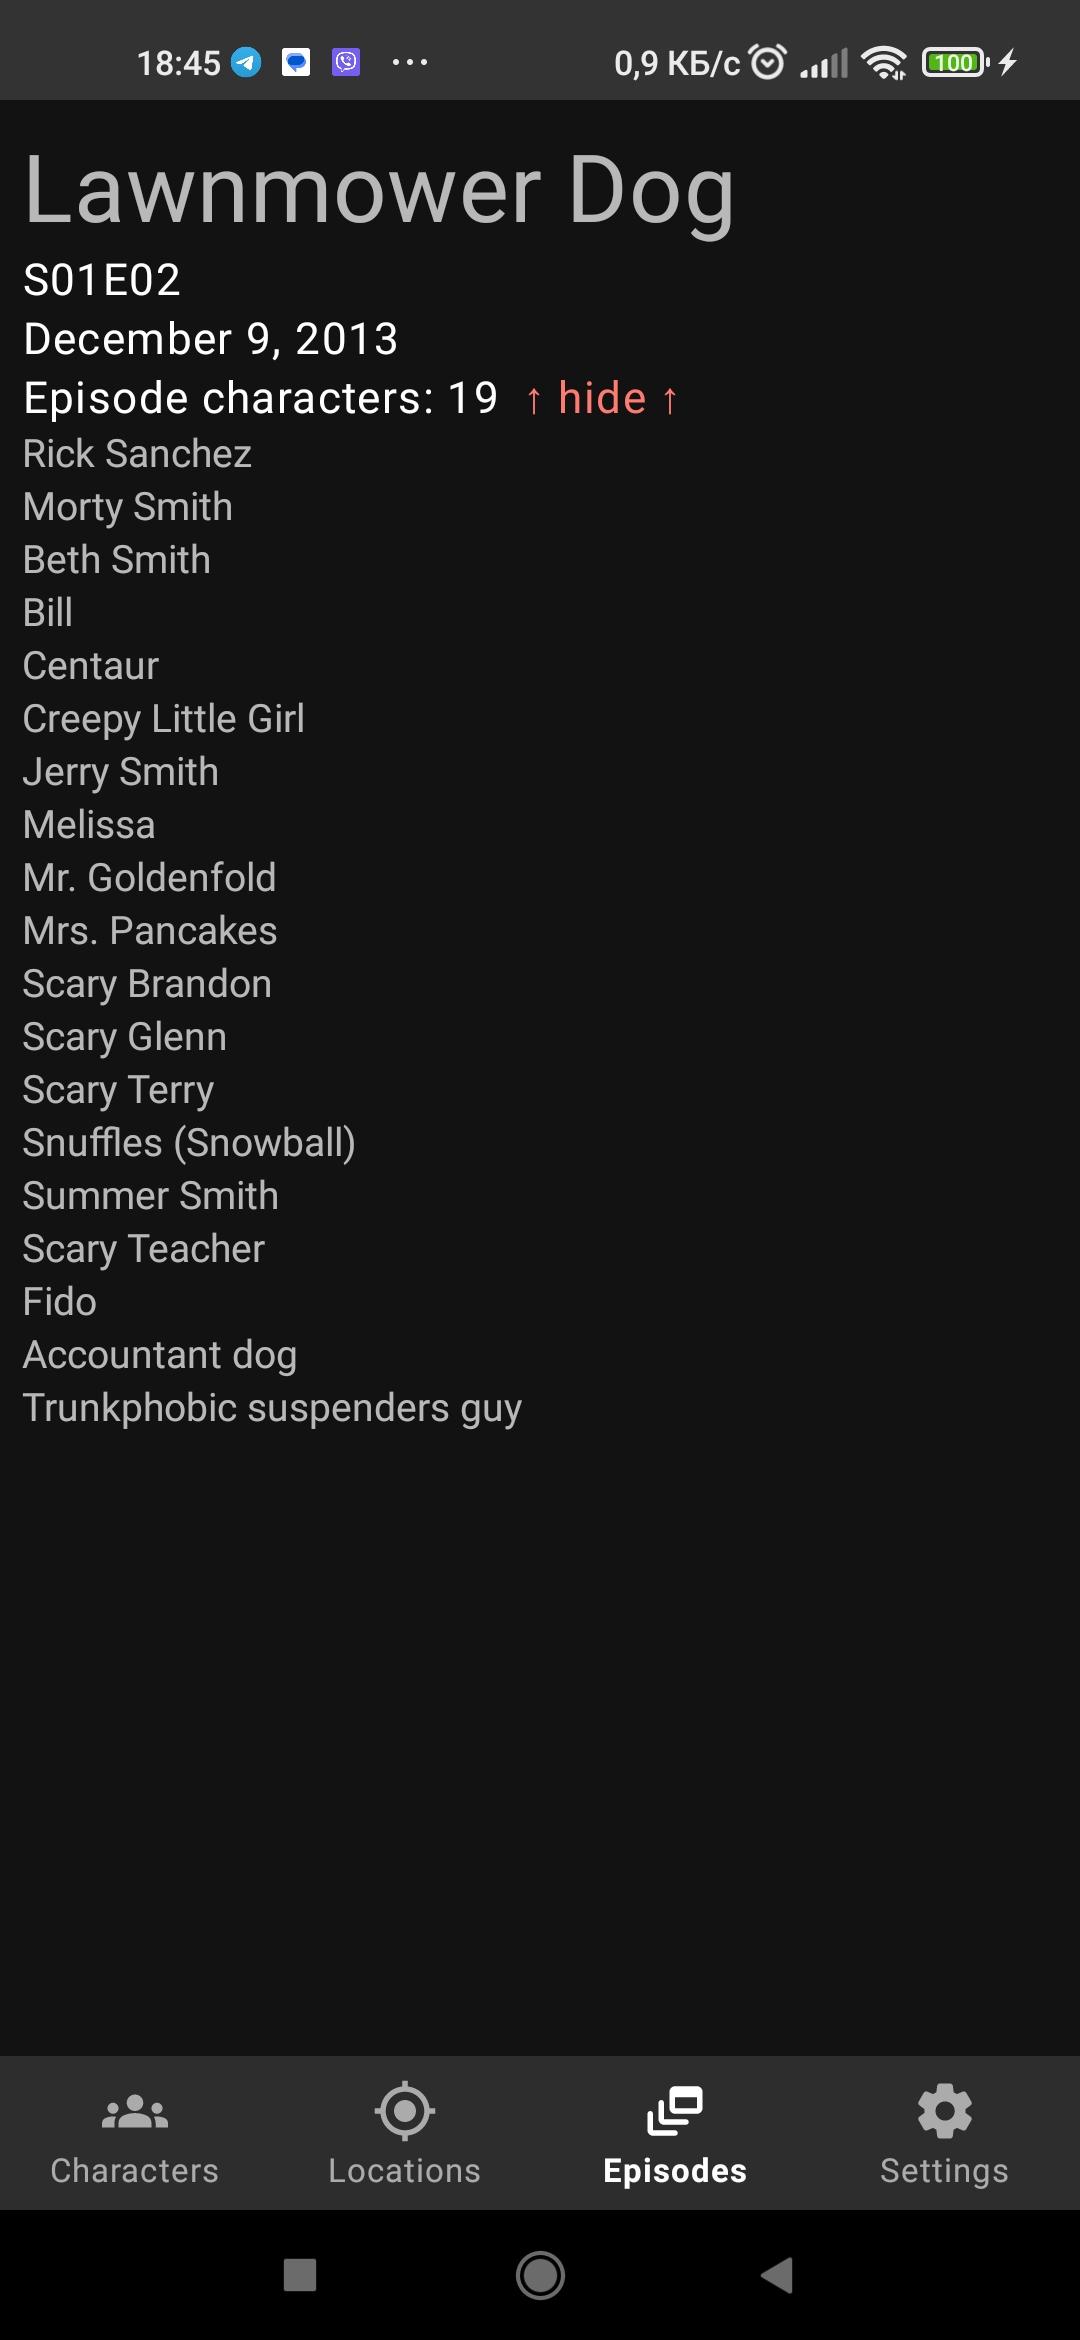 18:45 ... 0,9 КБ/с 100
Lawnmower Dog
S01E02
December 9, 2013
Episode characters: 19 ↑ hide ↑
Rick Sanchez
Morty Smith
Beth Smith
Bill
Centaur
Creepy Little Girl
Jerry Smith
Melissa
Mr. Goldenfold
Mrs. Pancakes
Scary Brandon
Scary Glenn
Scary Terry
Snuffles (Snowball)
Summer Smith
Scary Teacher
Fido
Accountant dog
Trunkphobic suspenders guy
Characters Locations Episodes Settings